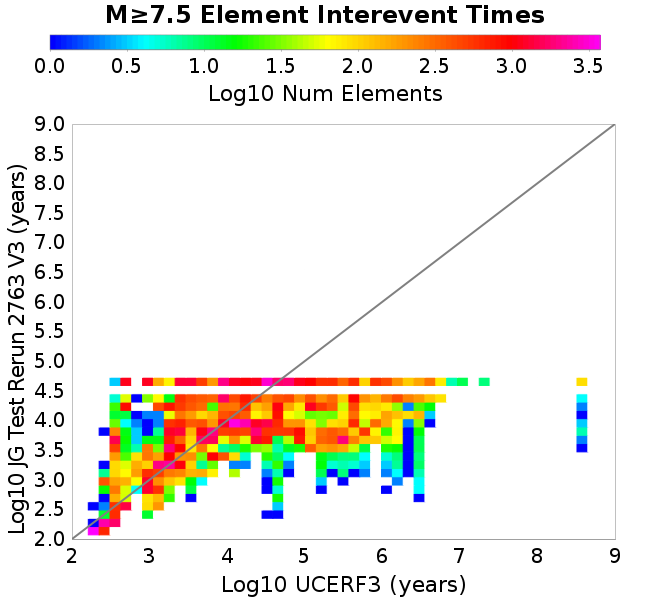 M≥7.5 Element Interevent Times
0.0 0.5 1.0 1.5 2.0 2.5 3.0 3.5
Log10 Num Elements
9.0
8.5
8.0
7.5
7.0
6.5
6.0
5.5
5.0
4.5
4.0
3.5
3.0
2.5
2.0
Log10 JG Test Rerun 2763 V3 (years)
2 3 4 5 6 7 8 9
Log10 UCERF3 (years)